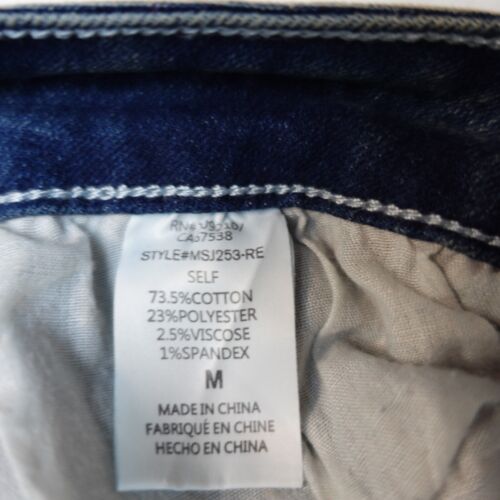 STYLE#MSJ253-RE
SELF
73.5%COTTON
23%POLYESTER
2.5%VISCOSE
1%SPANDEX
M
MADE IN CHINA
FABRIQUÉ EN CHINE
HECHO EN CHINA